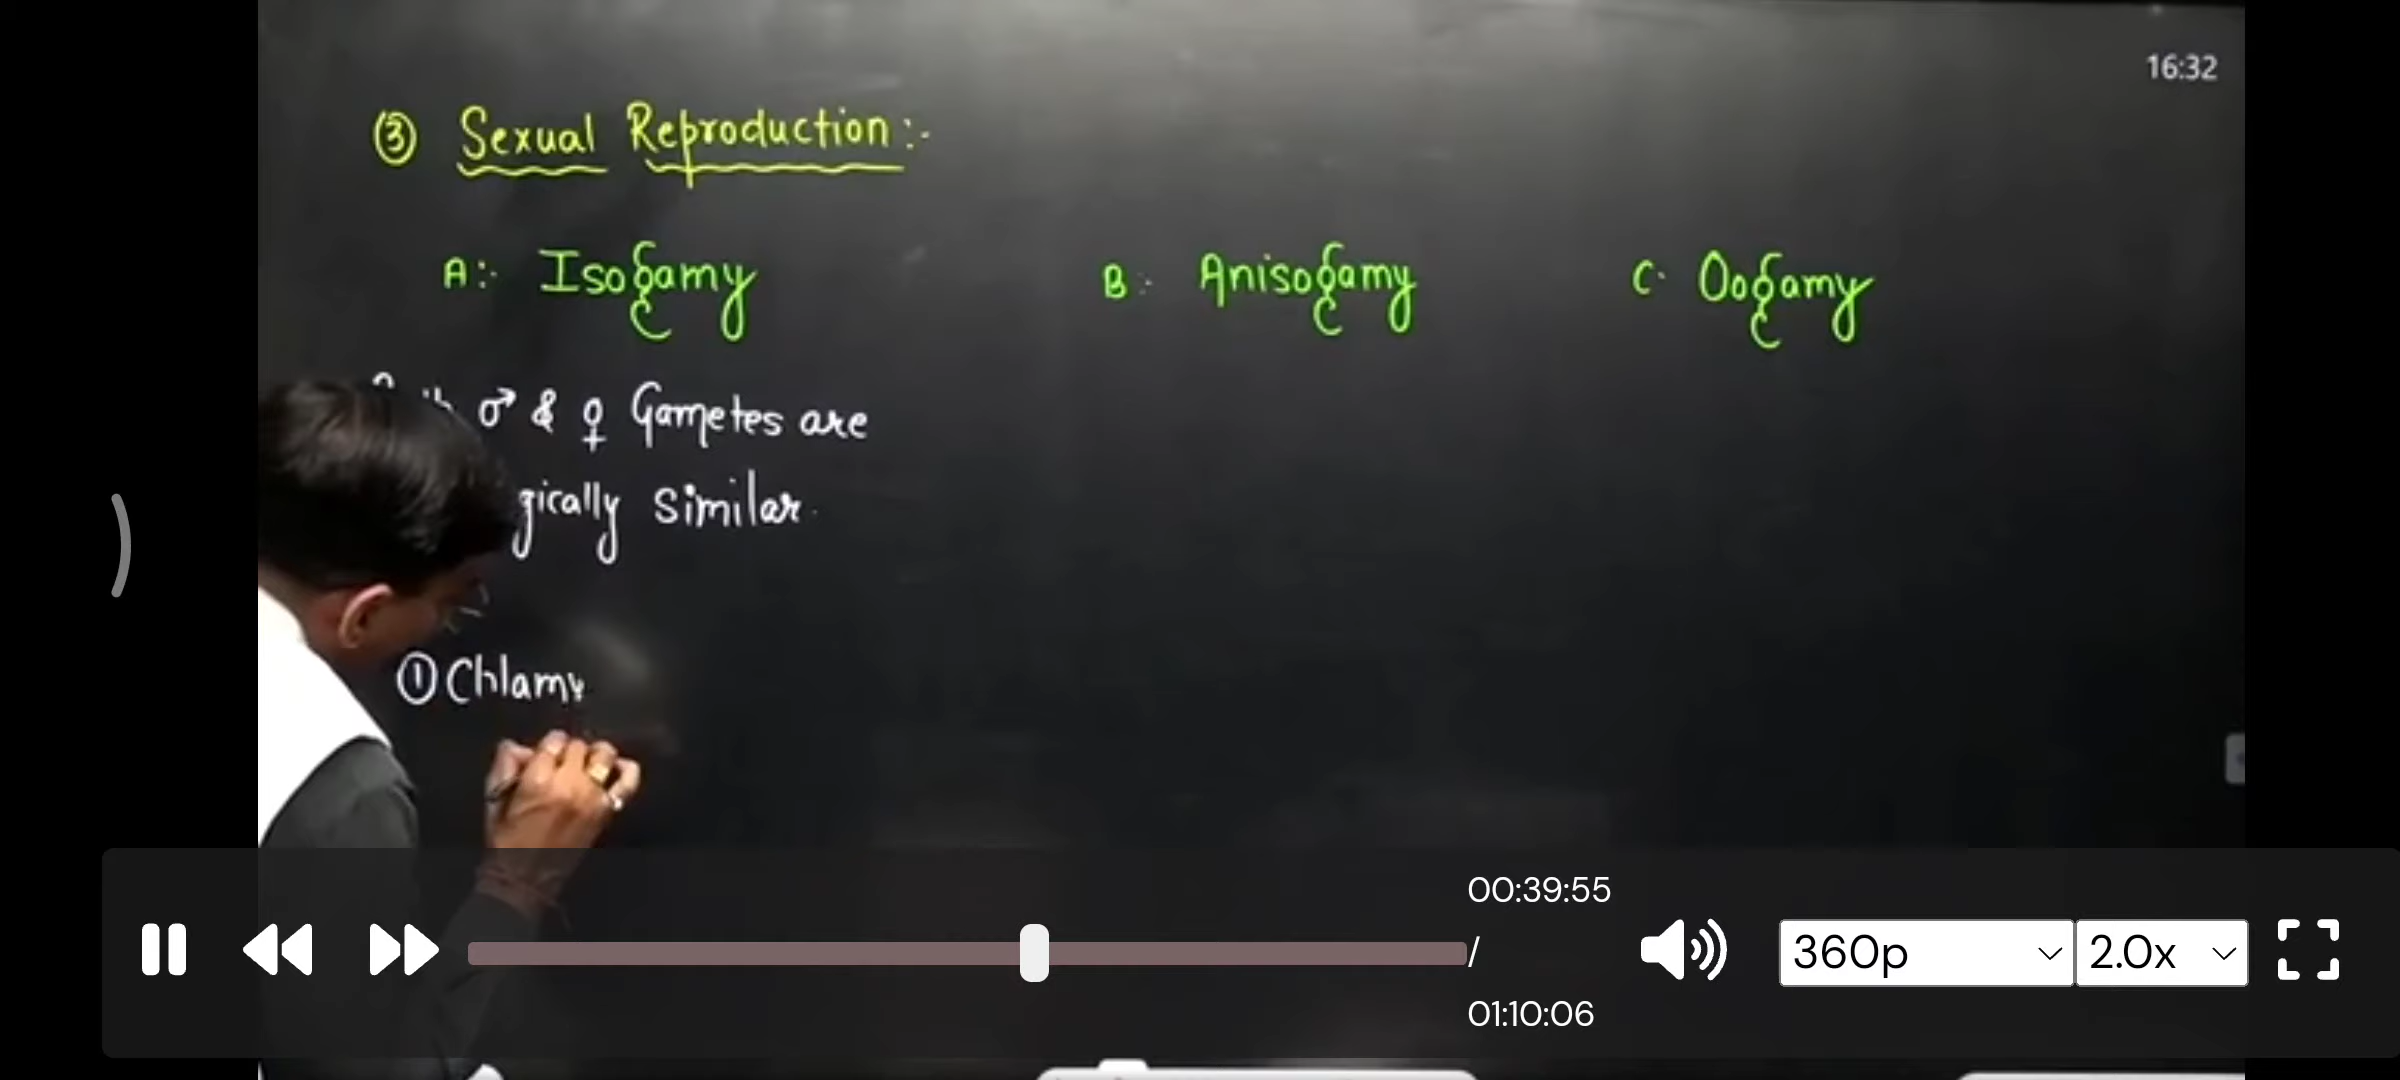 16:32
③ Sexual Reproduction :-
A:- Isogamy B:- Anisogamy C. Oogamy
♂ & ♀ Gametes are
gically similar.
① Chlamy
00:39:55
/
360p 2.0x
01:10:06